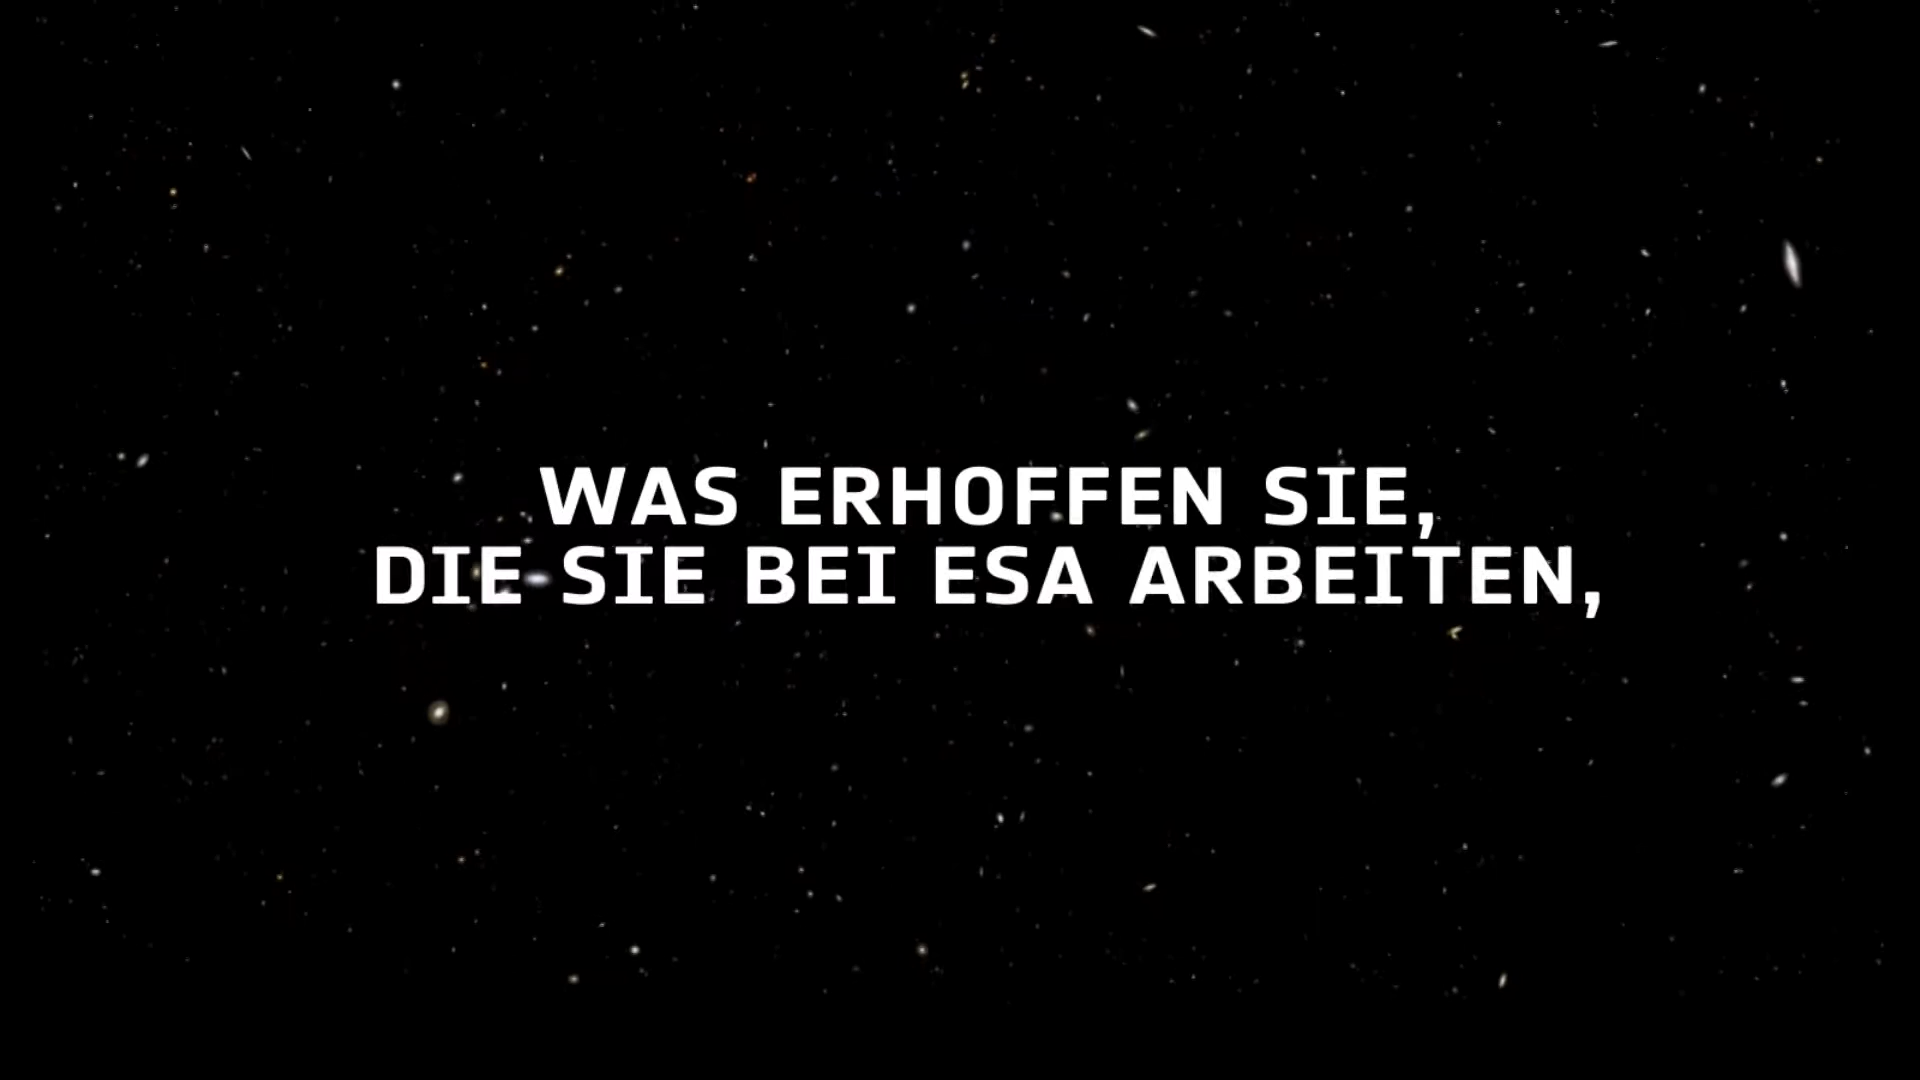 WAS ERHOFFEN SIE,
DIE SIE BEI ESA ARBEITEN,